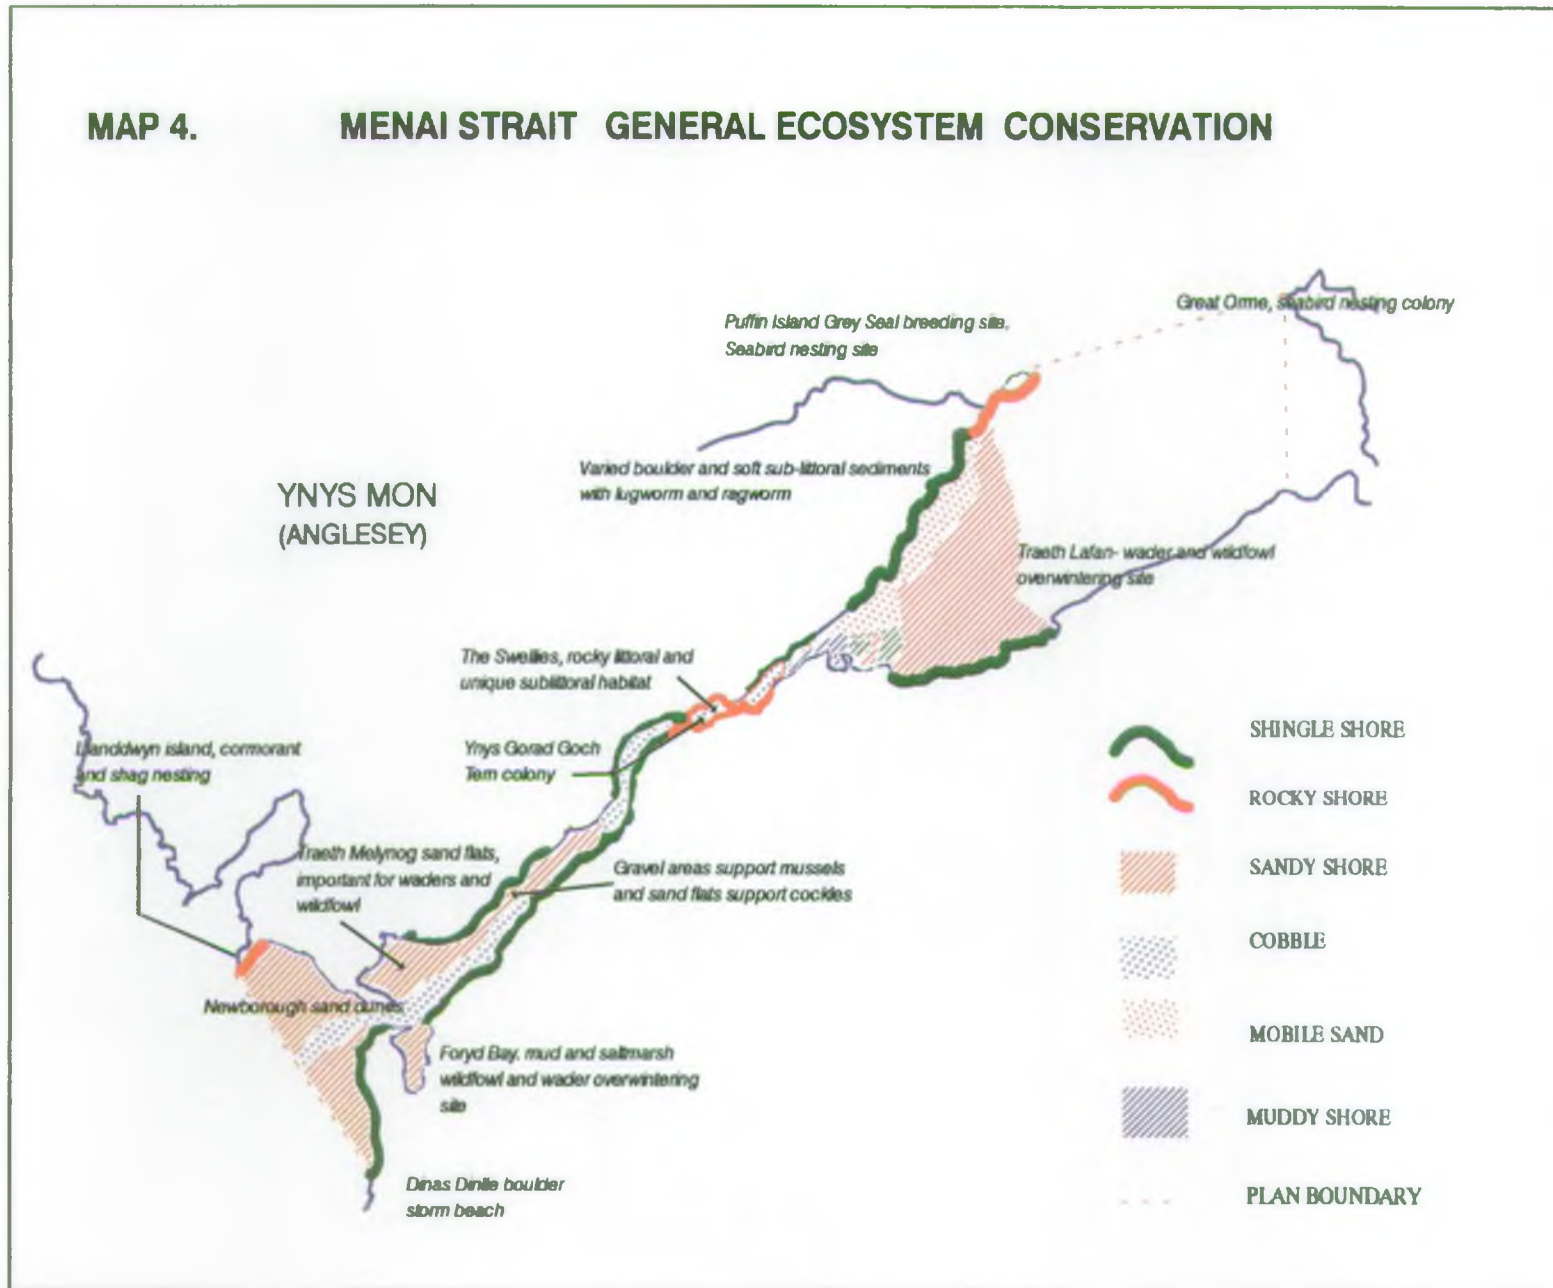 MAP 4. MENAI STRAIT GENERAL ECOSYSTEM CONSERVATION
Great Orme, seabird nesting colony
Puffin Island Grey Seal breeding site,
Seabird nesting site
Varied boulder and soft sub-littoral sediments
with lugworm and ragworm
YNYS MON
(ANGLESEY)
Traeth Lafan- wader and wildfowl
overwintering site
The Swellies, rocky littoral and
unique sublittoral habitat
Ynys Gorad Goch
Tern colony
Llanddwyn island, cormorant
and shag nesting
Traeth Melynog sand flats,
important for waders and
wildfowl
Gravel areas support mussels
and sand flats support cockles
Newborough sand dunes
Foryd Bay, mud and saltmarsh
wildfowl and wader overwintering
site
Dinas Dinlle boulder
storm beach
SHINGLE SHORE
ROCKY SHORE
SANDY SHORE
COBBLE
MOBILE SAND
MUDDY SHORE
PLAN BOUNDARY